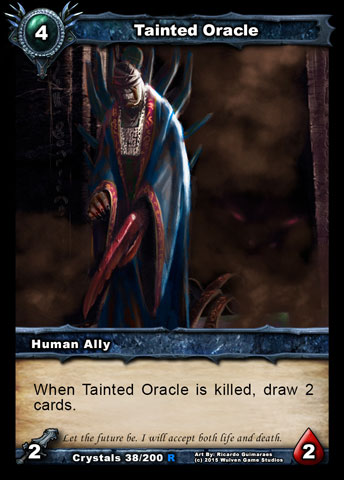 4
Tainted Oracle
Human Ally
When Tainted Oracle is killed, draw 2
cards.
Let the future be. I will accept both life and death.
2
Crystals 38/200 R
Art By: Ricardo Guimaraes
(c) 2015 Wulven Game Studios
2